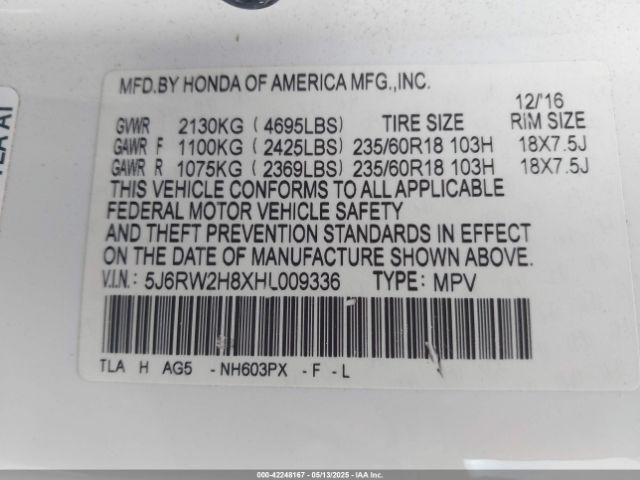 MFD.BY HONDA OF AMERICA MFG.,INC.
12/'16
GVWR 2130KG ( 4695LBS) TIRE SIZE RIM SIZE
GAWR F 1100KG ( 2425LBS) 235/60R18 103H 18X7.5J
GAWR R 1075KG ( 2369LBS) 235/60R18 103H 18X7.5J
THIS VEHICLE CONFORMS TO ALL APPLICABLE
FEDERAL MOTOR VEHICLE SAFETY
AND THEFT PREVENTION STANDARDS IN EFFECT
ON THE DATE OF MANUFACTURE SHOWN ABOVE.
V.I.N.: 5J6RW2H8XHL009336 TYPE: MPV
TLA H AG5 -NH603PX -F -L
000-42248167 - 05/13/2025 - IAA, Inc.